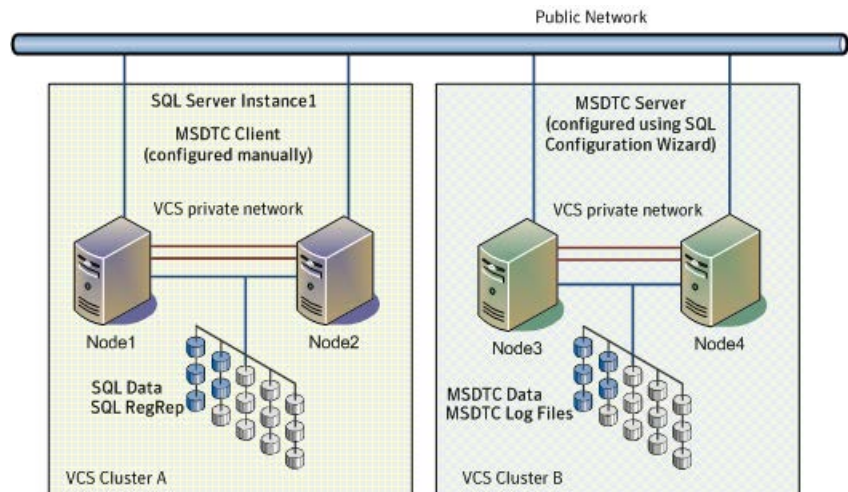 Public Network
SQL Server Instance1
MSDTC Client
(configured manually)
VCS private network
Node1
Node2
SQL Data
SQL RegRep
VCS Cluster A
MSDTC Server
(configured using SQL
Configuration Wizard)
VCS private network
Node3
Node4
MSDTC Data
MSDTC Log Files
VCS Cluster B